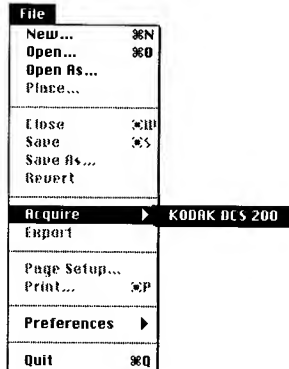 File
New... ⌘N
Open... ⌘O
Open As...
Place...
Close ⌘W
Save ⌘S
Save As...
Revert
Acquire ▶ KODAK DCS 200
Export
Page Setup...
Print... ⌘P
Preferences ▶
Quit ⌘Q